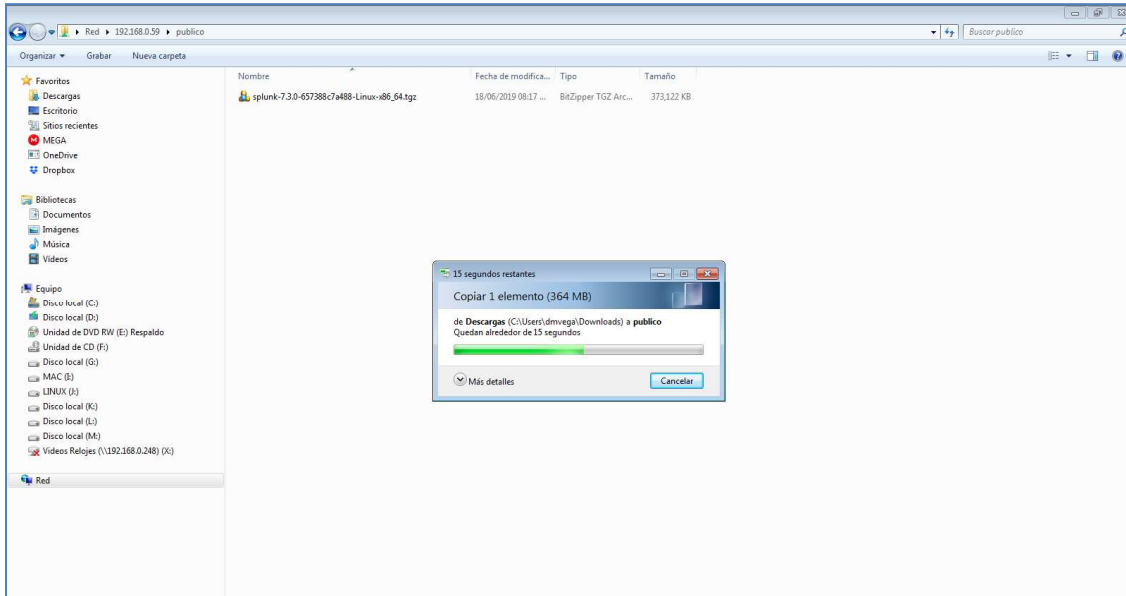 Red ▸ 192.168.0.59 ▸ publico
Buscar publico
Organizar Grabar Nueva carpeta
Nombre Fecha de modifica... Tipo Tamaño
splunk-7.3.0-657388c7a488-Linux-x86_64.tgz 18/06/2019 08:17 ... BitZipper TGZ Arc... 373,122 KB
Favoritos
Descargas
Escritorio
Sitios recientes
MEGA
OneDrive
Dropbox
Bibliotecas
Documentos
Imágenes
Música
Vídeos
Equipo
Disco local (C:)
Disco local (D:)
Unidad de DVD RW (E:) Respaldo
Unidad de CD (F:)
Disco local (G:)
MAC
LINUX (J:)
Disco local (K:)
Disco local (L:)
Disco local (M:)
Videos Relojes (\\192.168.0.248) (X:)
Red
15 segundos restantes
Copiar 1 elemento (364 MB)
de Descargas (C:\Users\dmvega\Downloads) a publico
Quedan alrededor de 15 segundos
Más detalles
Cancelar